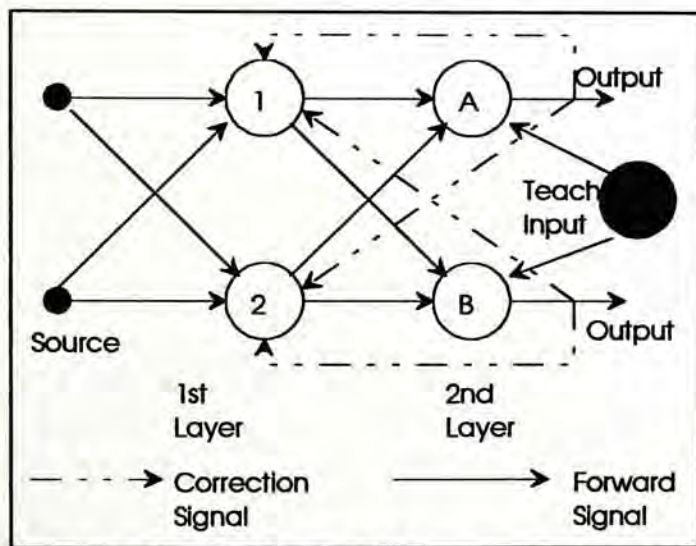 1
A
Output
Teach
Input
2
B
Output
Source
1st
Layer
2nd
Layer
Correction
Signal
Forward
Signal